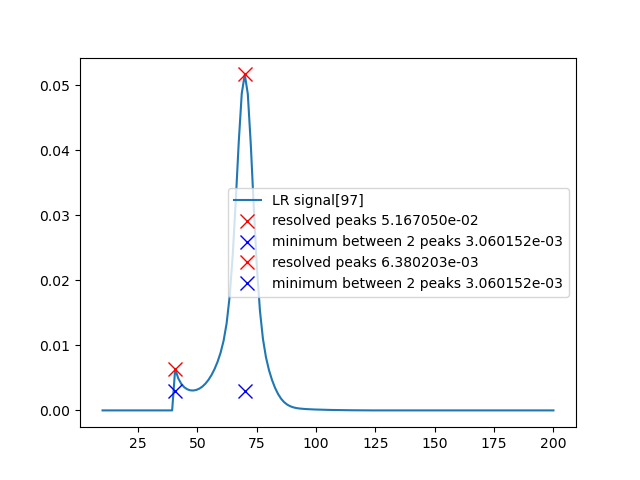 0.05
0.04
0.03
0.02
0.01
0.00
LR signal[97]
resolved peaks 5.167050e-02
minimum between 2 peaks 3.060152e-03
resolved peaks 6.380203e-03
minimum between 2 peaks 3.060152e-03
25 50 75 100 125 150 175 200